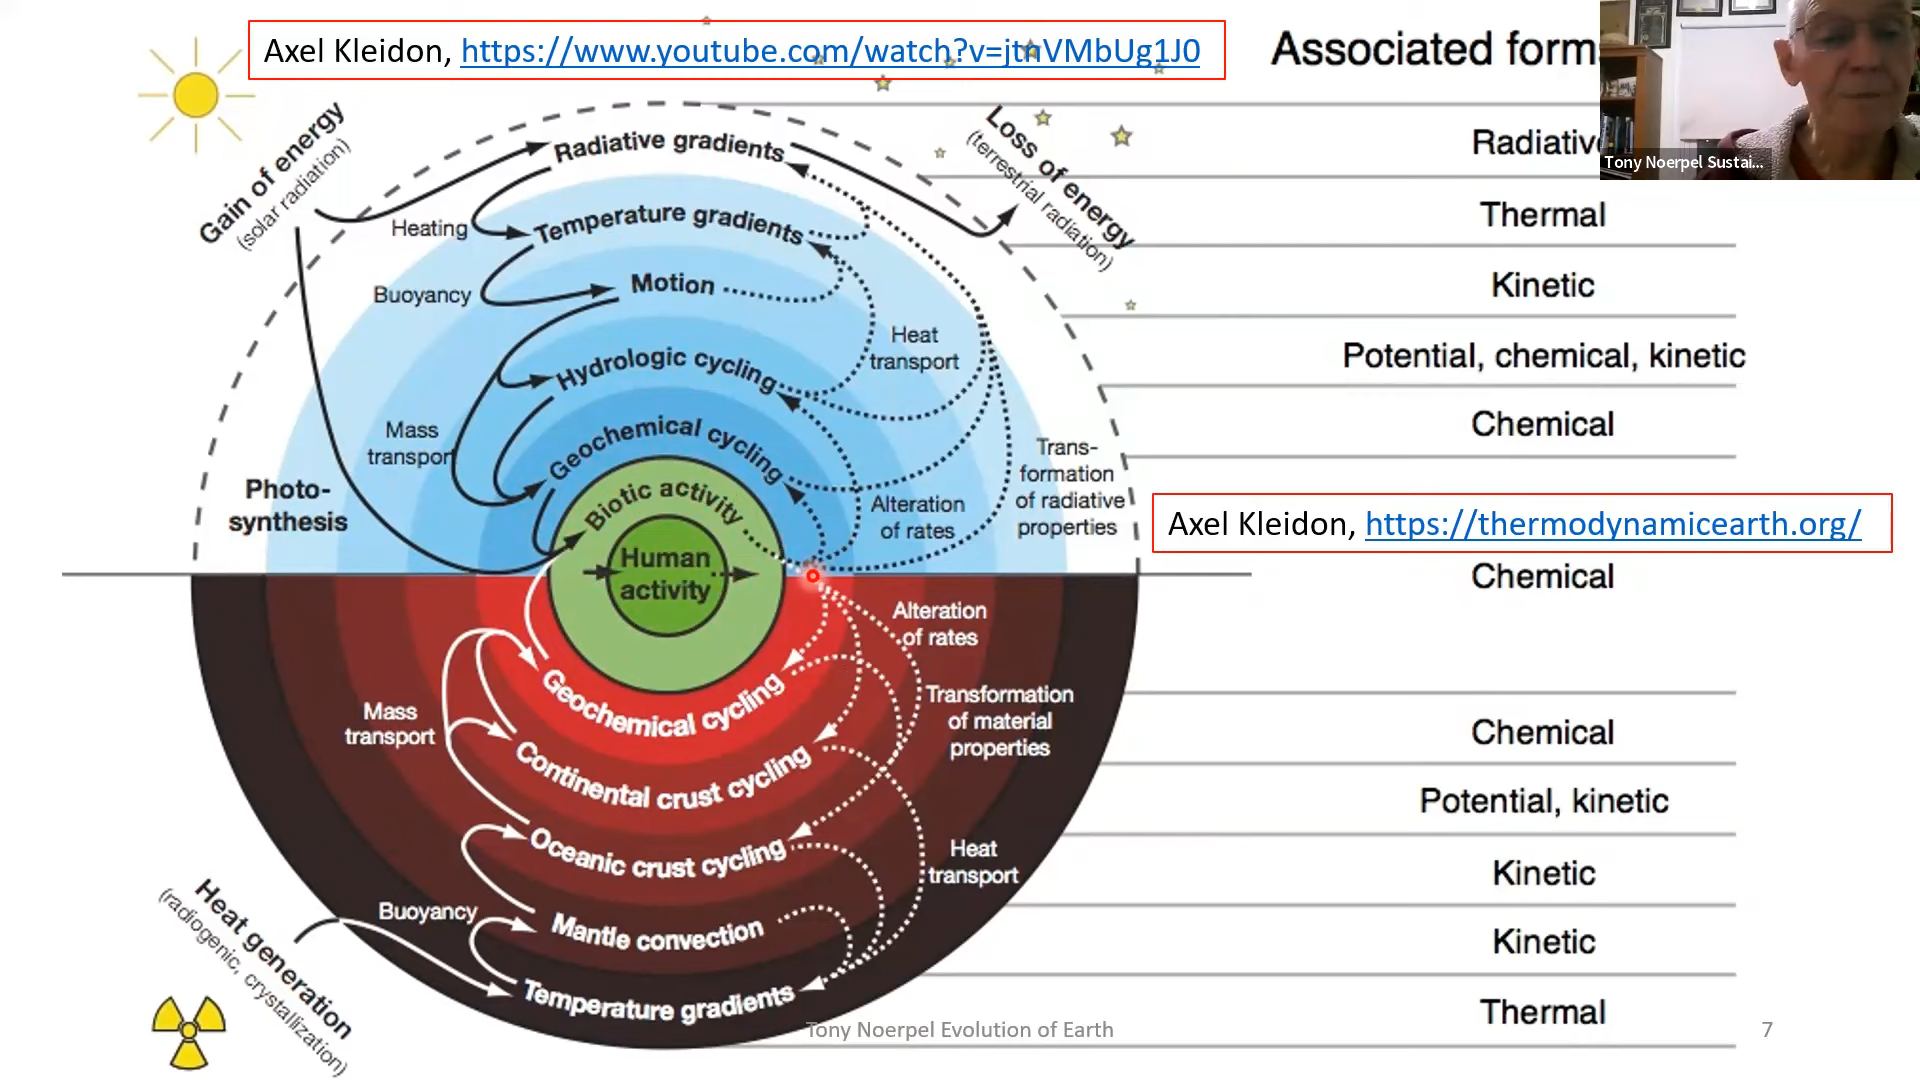 Axel Kleidon, https://www.youtube.com/watch?v=jtnVMbUg1J0
Associated form
Tony Noerpel Sustai...
Gain of energy
(solar radiation)
Loss of energy
(terrestrial radiation)
Radiative gradients
Radiative
Heating
Temperature gradients
Thermal
Buoyancy
Motion
Kinetic
Heat
transport
Hydrologic cycling
Potential, chemical, kinetic
Mass
transport
Geochemical cycling
Chemical
Trans-
formation
of radiative
properties
Photo-
synthesis
Biotic activity
Alteration
of rates
Axel Kleidon, https://thermodynamicearth.org/
Human
activity
Chemical
Alteration
of rates
Mass
transport
Geochemical cycling
Transformation
of material
properties
Chemical
Continental crust cycling
Potential, kinetic
Oceanic crust cycling
Heat
transport
Kinetic
Buoyancy
Mantle convection
Kinetic
Heat generation
(radiogenic, crystallization)
Temperature gradients
Thermal
Tony Noerpel Evolution of Earth
7